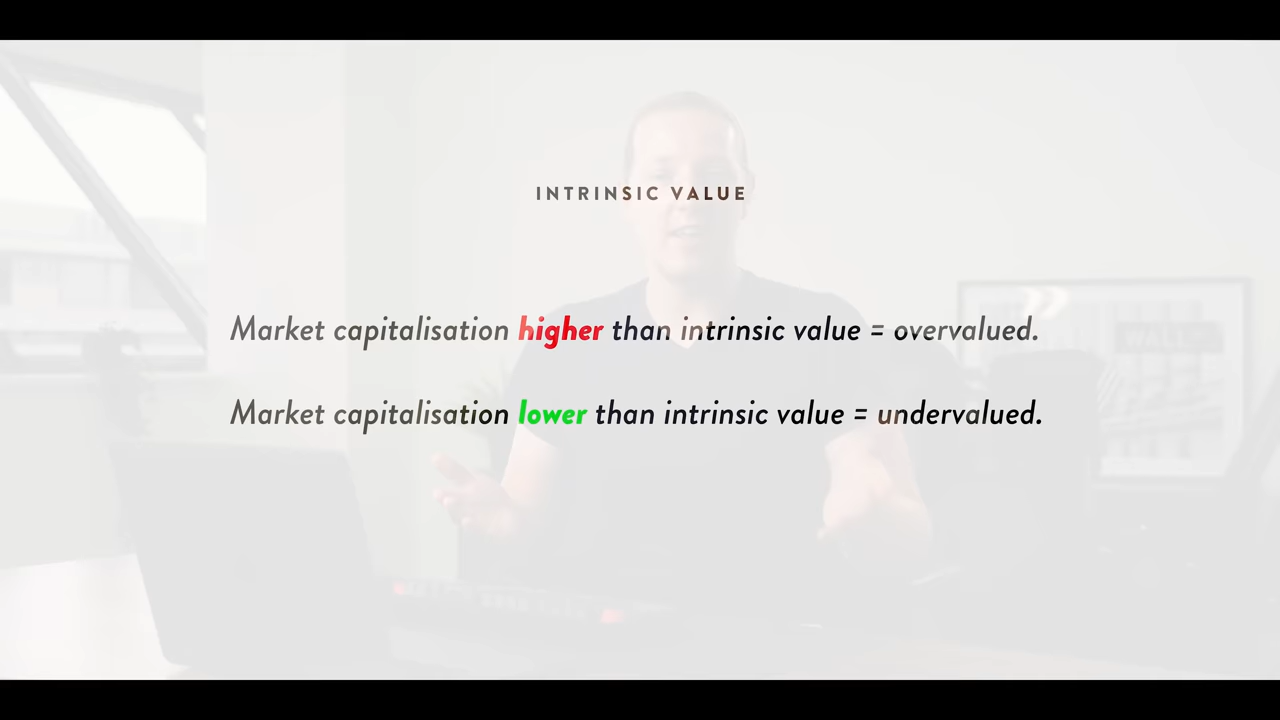 INTRINSIC VALUE
Market capitalisation higher than intrinsic value = overvalued.
Market capitalisation lower than intrinsic value = undervalued.